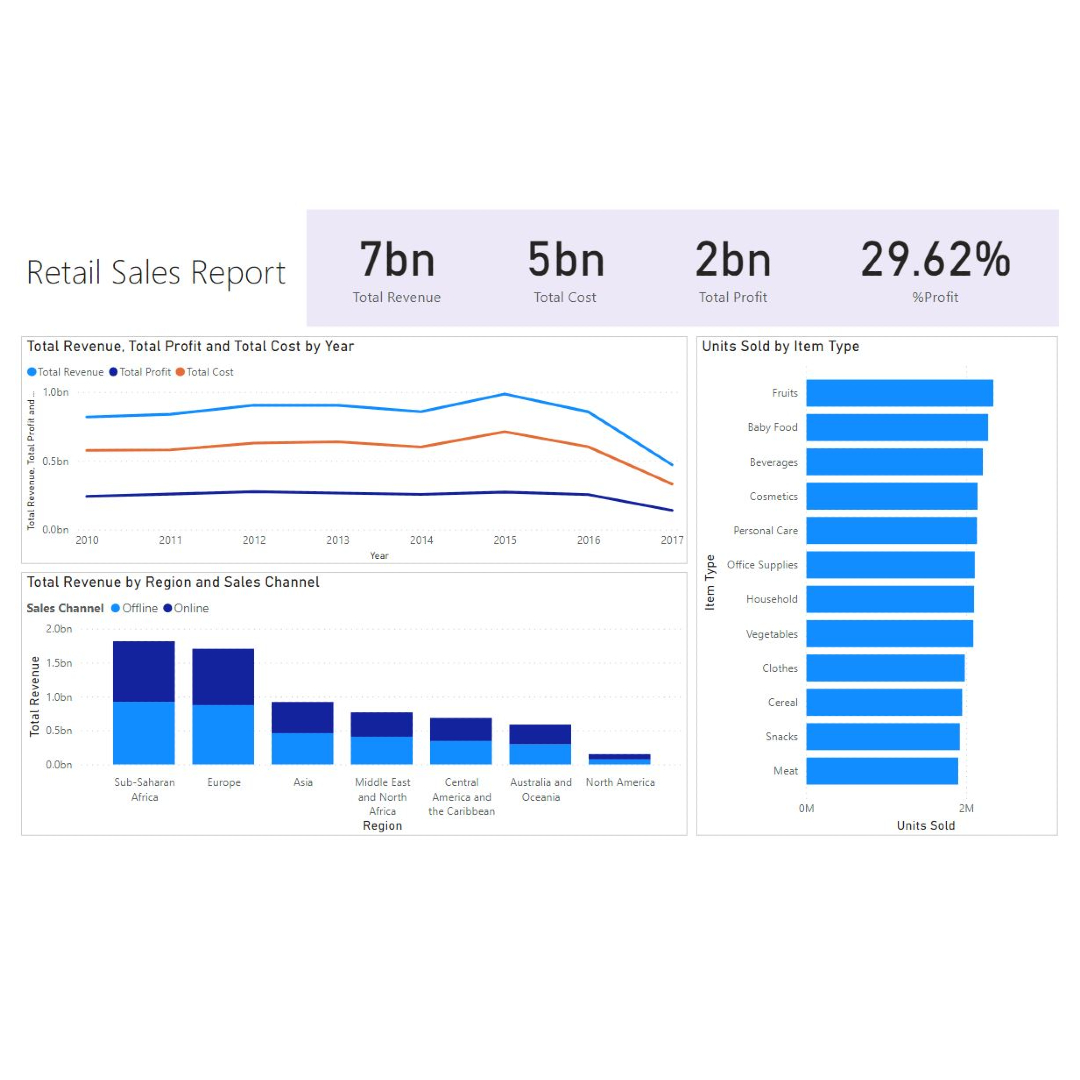 Retail Sales Report
7bn
Total Revenue
5bn
Total Cost
2bn
Total Profit
29.62%
%Profit
Total Revenue, Total Profit and Total Cost by Year
Total Revenue Total Profit Total Cost
Total Revenue, Total Profit and ...
1.0bn
0.5bn
0.0bn
2010 2011 2012 2013 2014 2015 2016 2017
Year
Total Revenue by Region and Sales Channel
Sales Channel Offline Online
Total Revenue
2.0bn
1.5bn
1.0bn
0.5bn
0.0bn
Sub-Saharan
Africa
Europe
Asia
Middle East
and North
Africa
Central
America and
the Caribbean
Australia and
Oceania
North America
Region
Units Sold by Item Type
Item Type
Fruits
Baby Food
Beverages
Cosmetics
Personal Care
Office Supplies
Household
Vegetables
Clothes
Cereal
Snacks
Meat
0M 2M
Units Sold